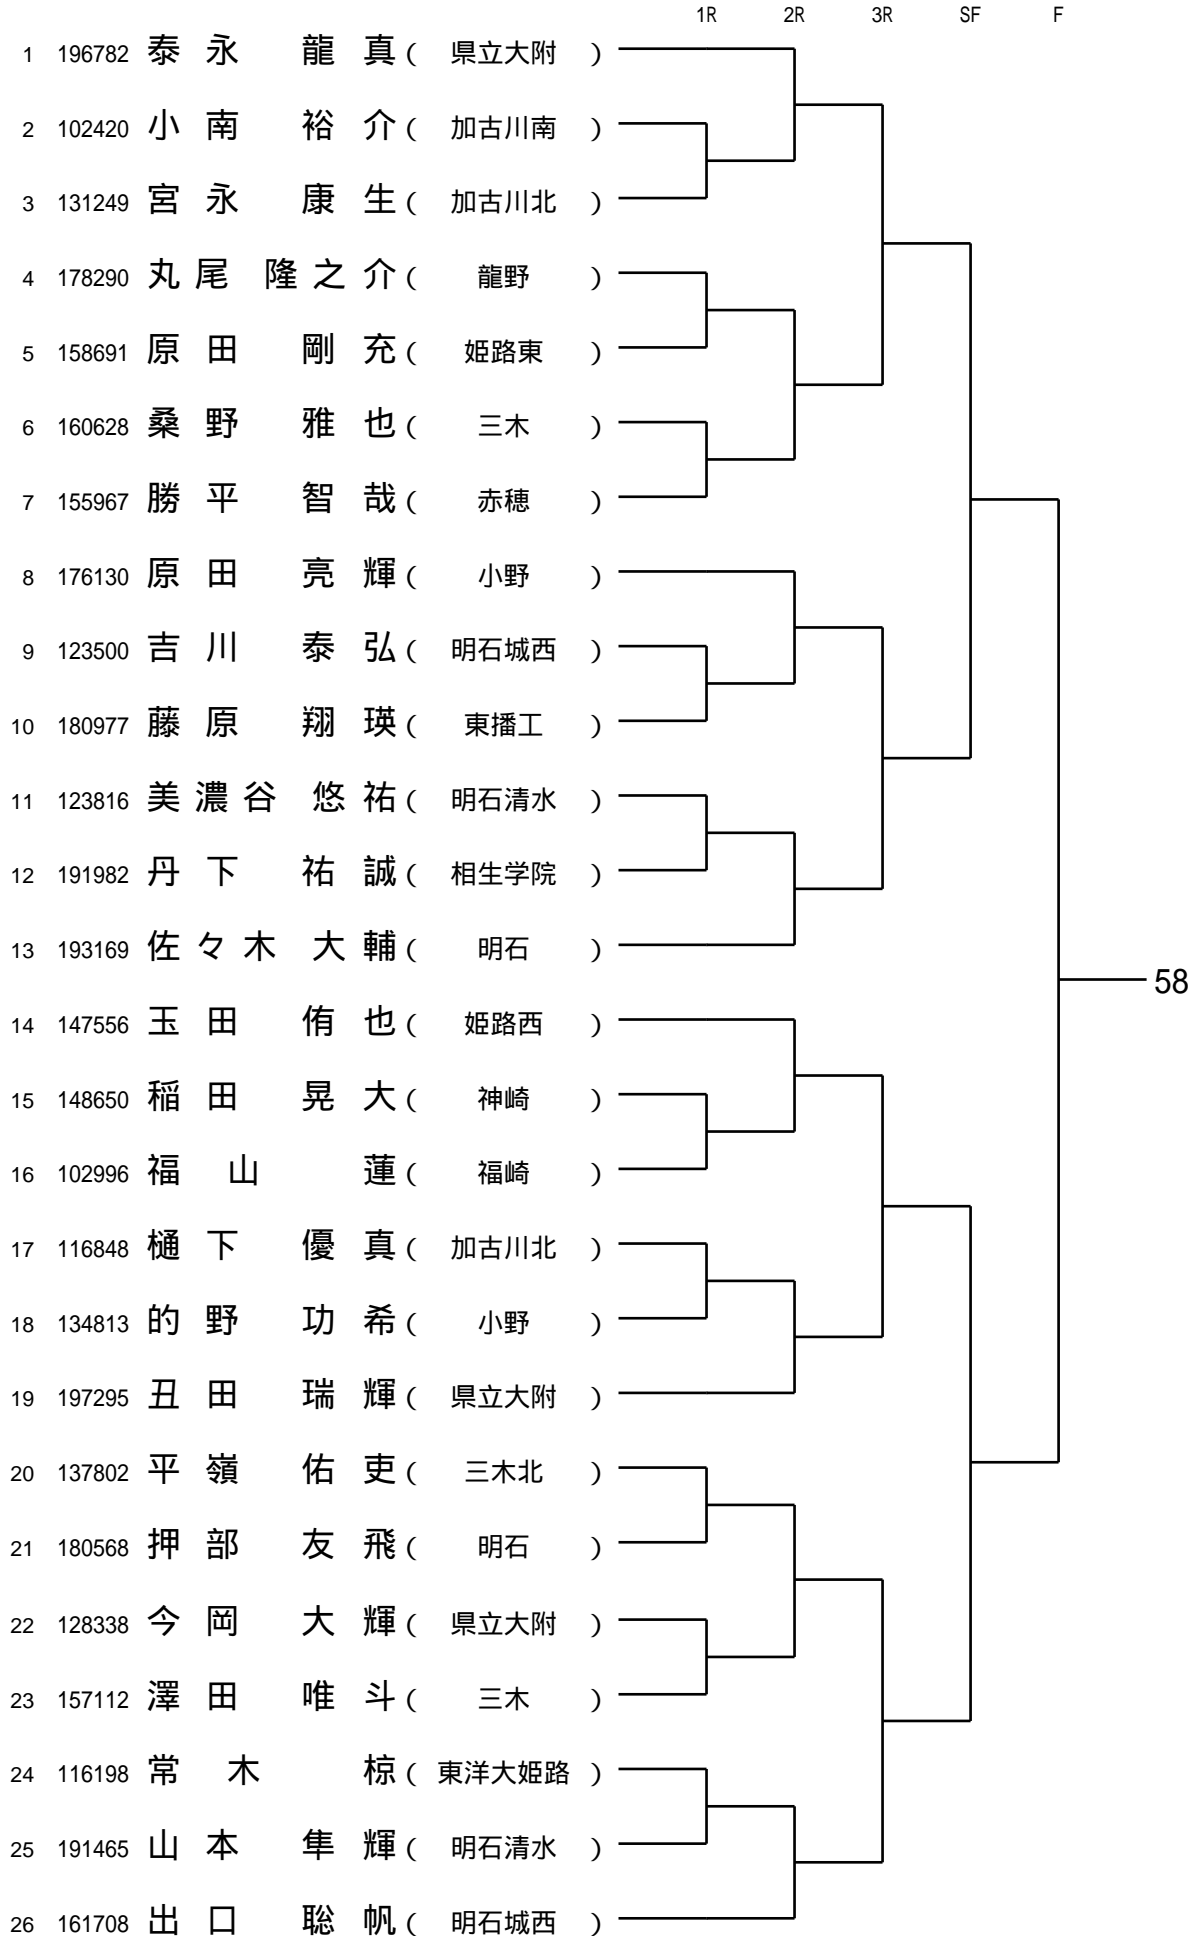 1R 2R 3R SF F
1 196782 泰永 龍真 ( 県立大附 )
2 102420 小南 裕介 ( 加古川南 )
3 131249 宮永 康生 ( 加古川北 )
4 178290 丸尾 隆之介 ( 龍野 )
5 158691 原田 剛充 ( 姫路東 )
6 160628 桑野 雅也 ( 三木 )
7 155967 勝平 智哉 ( 赤穂 )
8 176130 原田 亮輝 ( 小野 )
9 123500 吉川 泰弘 ( 明石城西 )
10 180977 藤原 翔瑛 ( 東播工 )
11 123816 美濃谷 悠祐 ( 明石清水 )
12 191982 丹下 祐誠 ( 相生学院 )
13 193169 佐々木 大輔 ( 明石 )
58
14 147556 玉田 侑也 ( 姫路西 )
15 148650 稲田 晃大 ( 神崎 )
16 102996 福山 蓮 ( 福崎 )
17 116848 樋下 優真 ( 加古川北 )
18 134813 的野 功希 ( 小野 )
19 197295 丑田 瑞輝 ( 県立大附 )
20 137802 平嶺 佑吏 ( 三木北 )
21 180568 押部 友飛 ( 明石 )
22 128338 今岡 大輝 ( 県立大附 )
23 157112 澤田 唯斗 ( 三木 )
24 116198 常木 椋 ( 東洋大姫路 )
25 191465 山本 隼輝 ( 明石清水 )
26 161708 出口 聡帆 ( 明石城西 )